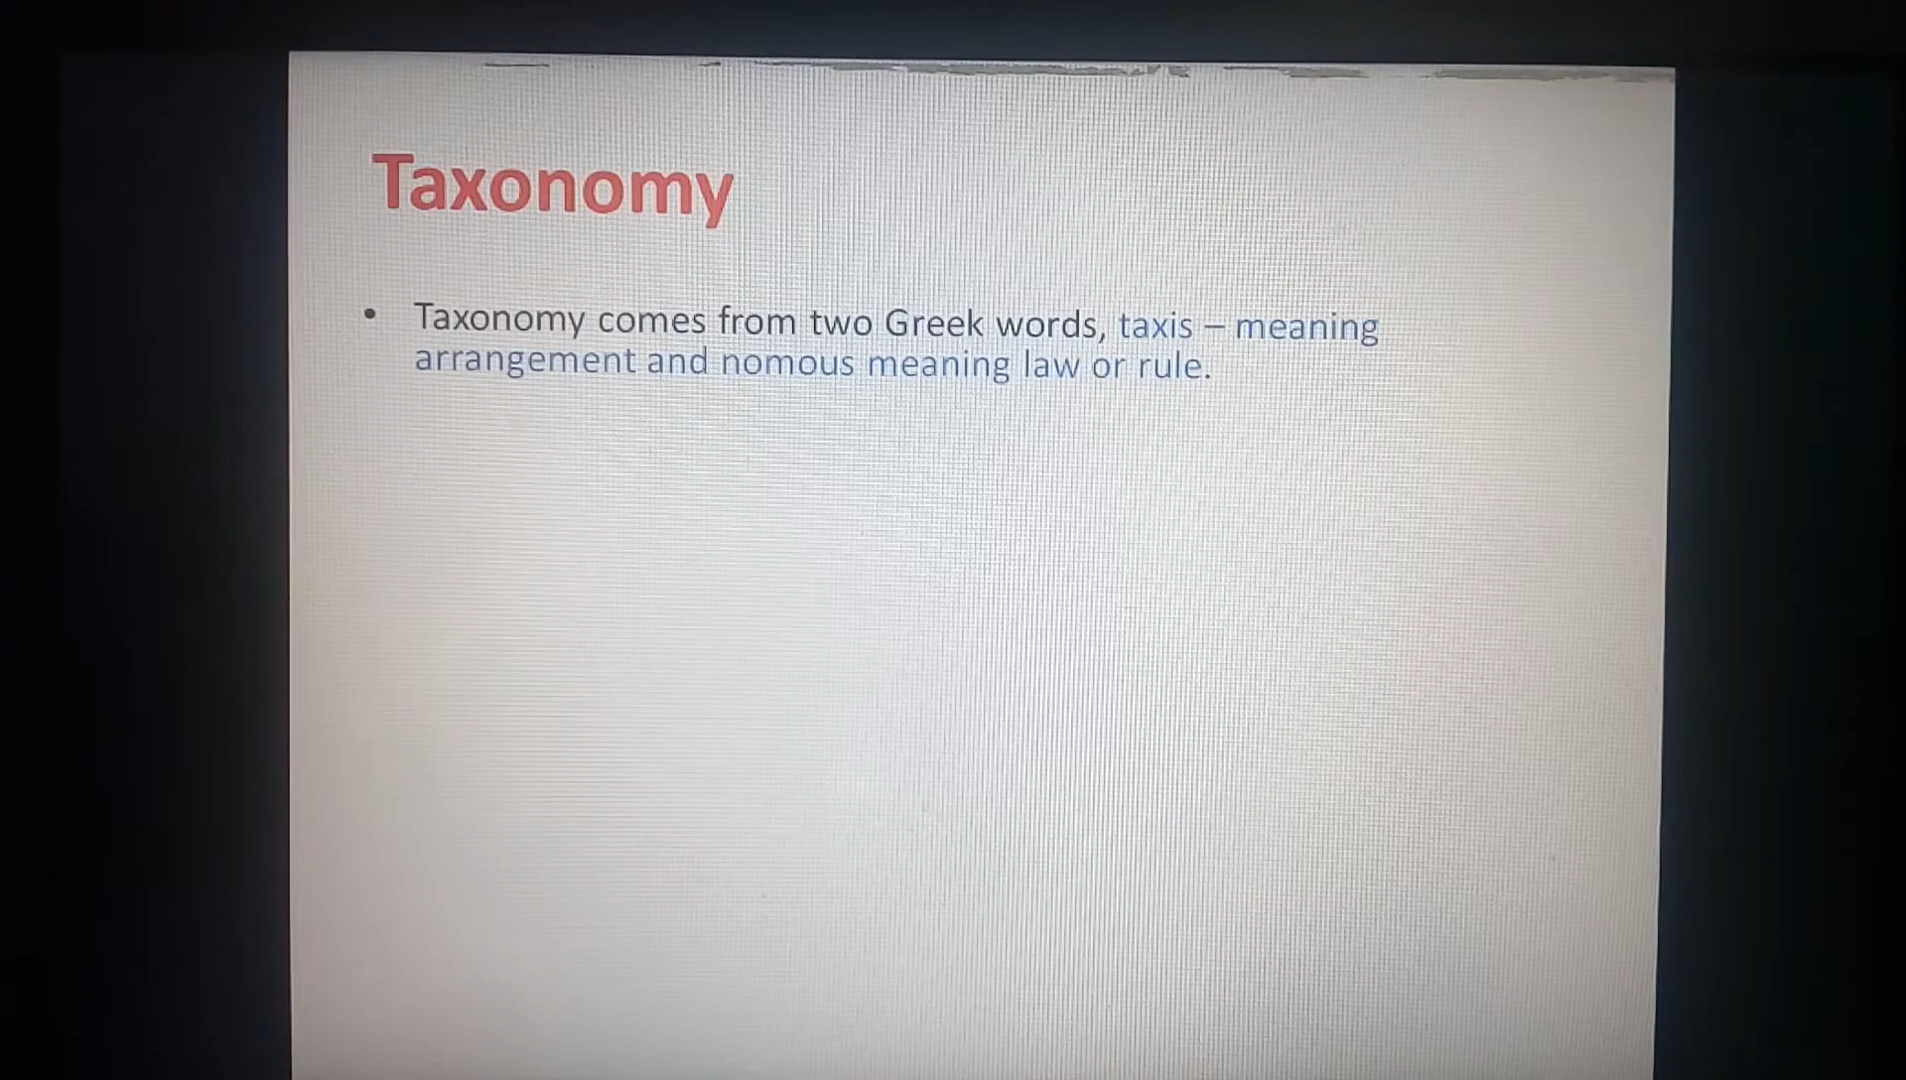 Taxonomy
• Taxonomy comes from two Greek words, taxis – meaning
arrangement and nomous meaning law or rule.